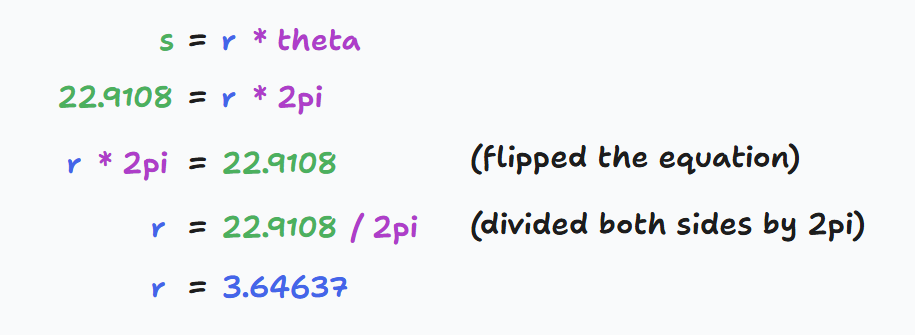 s = r * theta
22.9108 = r * 2pi
r * 2pi = 22.9108 (flipped the equation)
r = 22.9108 / 2pi (divided both sides by 2pi)
r = 3.64637